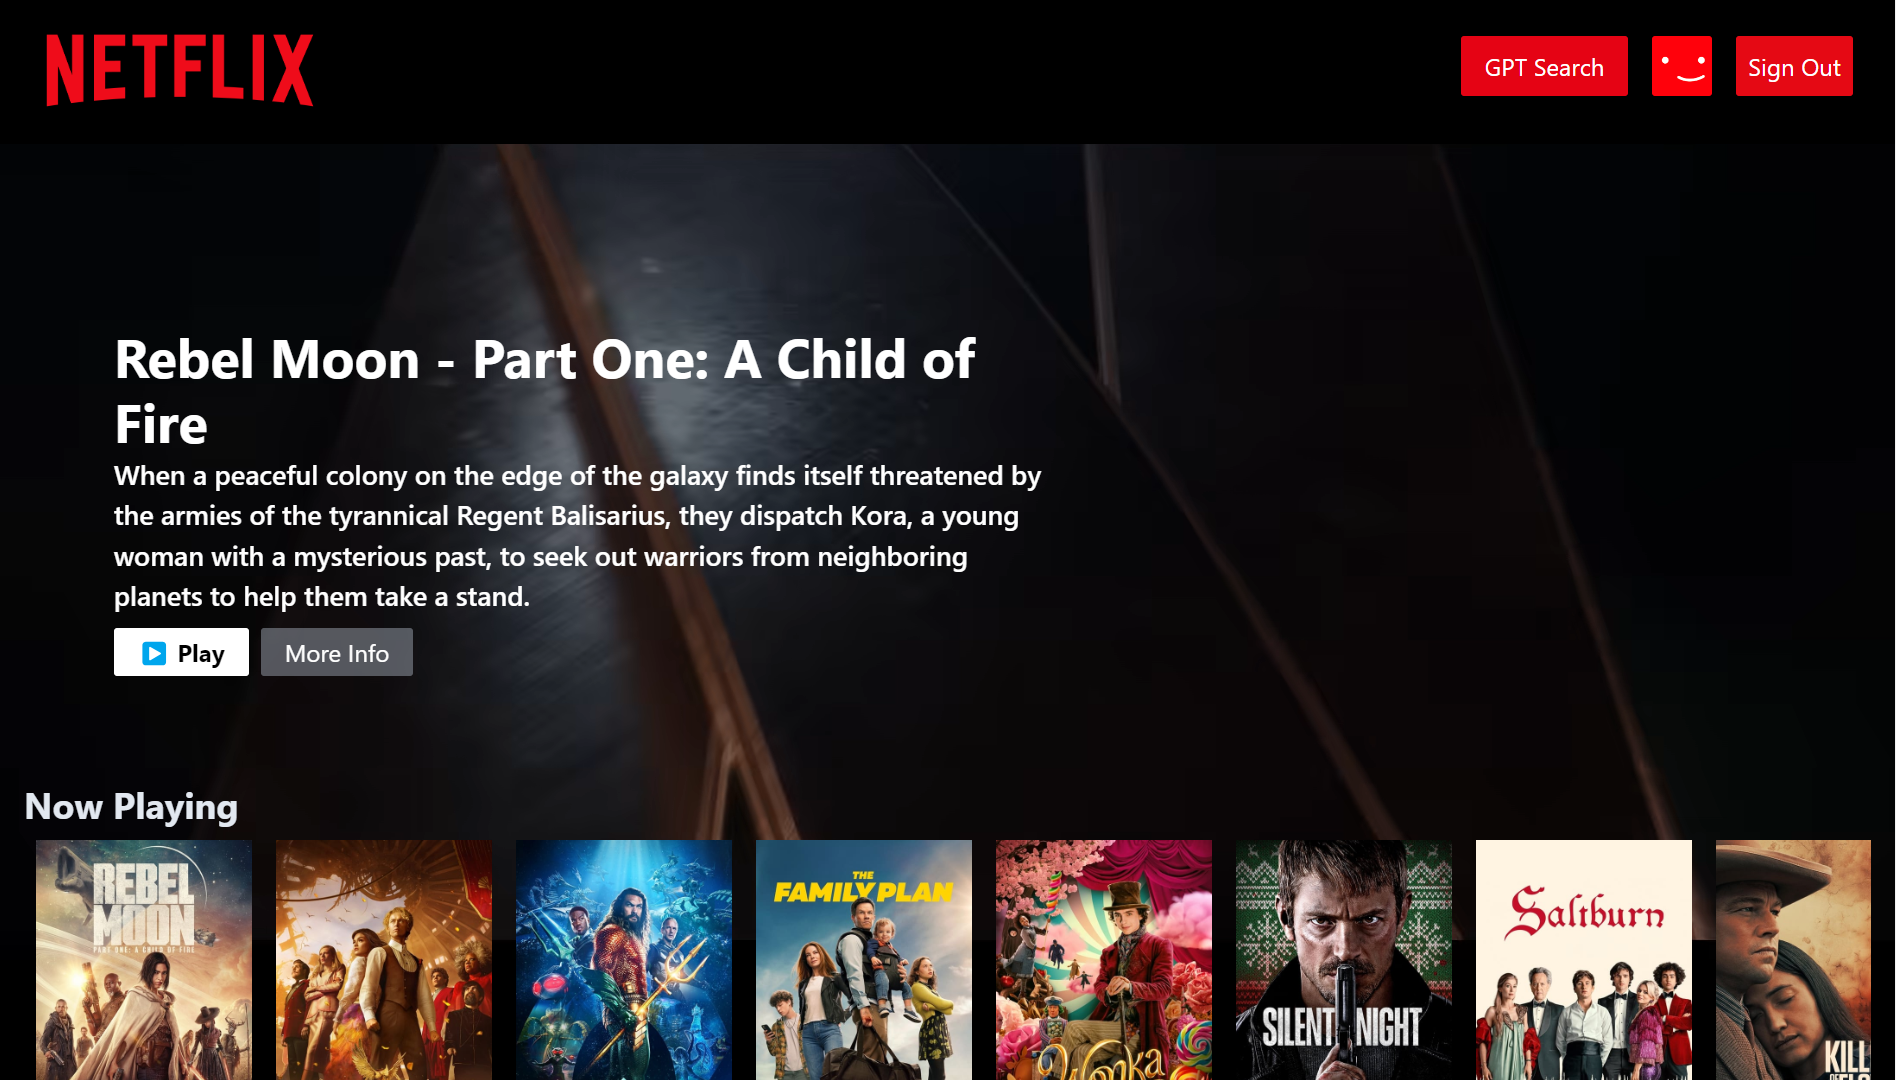 NETFLIX
GPT Search
Sign Out
Rebel Moon - Part One: A Child of
Fire
When a peaceful colony on the edge of the galaxy finds itself threatened by
the armies of the tyrannical Regent Balisarius, they dispatch Kora, a young
woman with a mysterious past, to seek out warriors from neighboring
planets to help them take a stand.
Play
More Info
Now Playing
REBEL
MOON
PART ONE: A CHILD OF FIRE
THE
FAMILY PLAN
Wonka
SILENT NIGHT
Saltburn
KILL